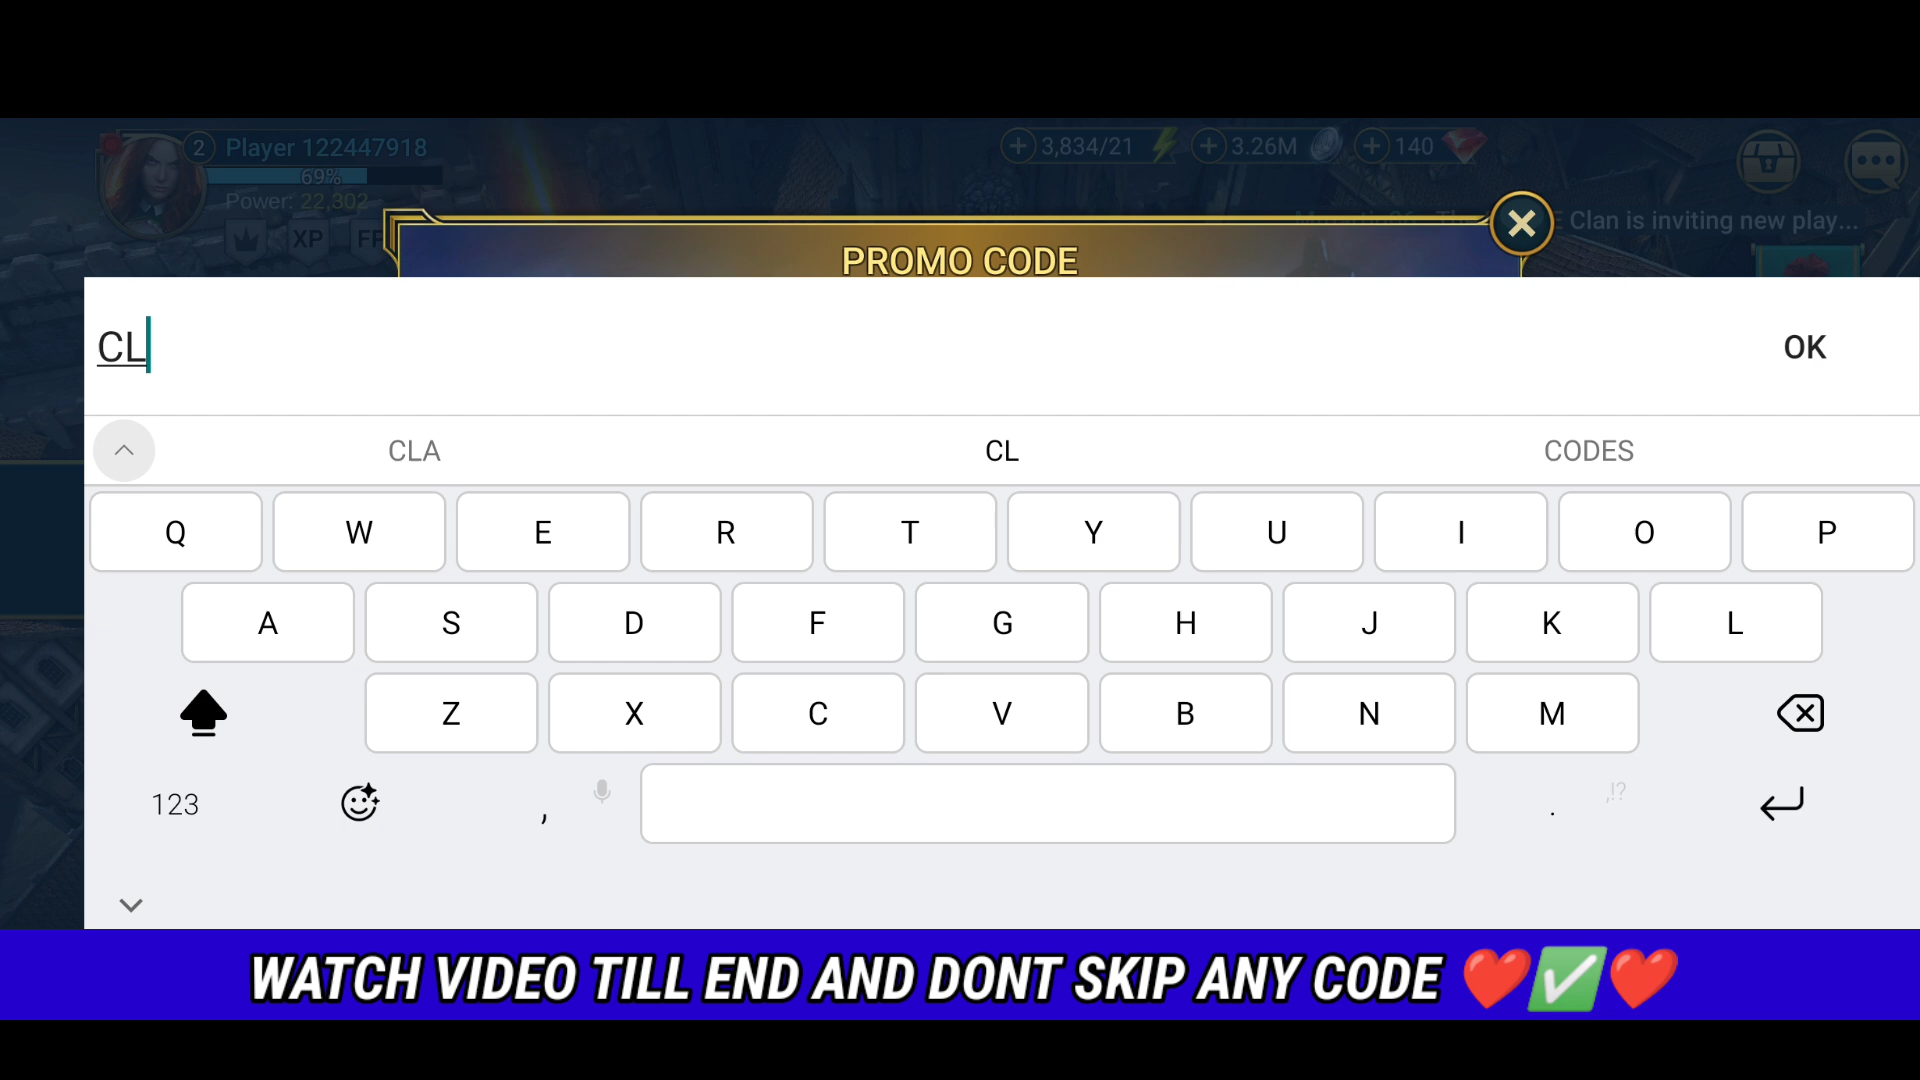 2 Player 122447918
3,834/21
3.26M
140
69%
Power: 22,302
XP
Clan is inviting new play...
PROMO CODE
CL
OK
CLA
CL
CODES
Q W E R T Y U I O P
A S D F G H J K L
Z X C V B N M
123
,
.
,!?
WATCH VIDEO TILL END AND DONT SKIP ANY CODE ❤️✅❤️